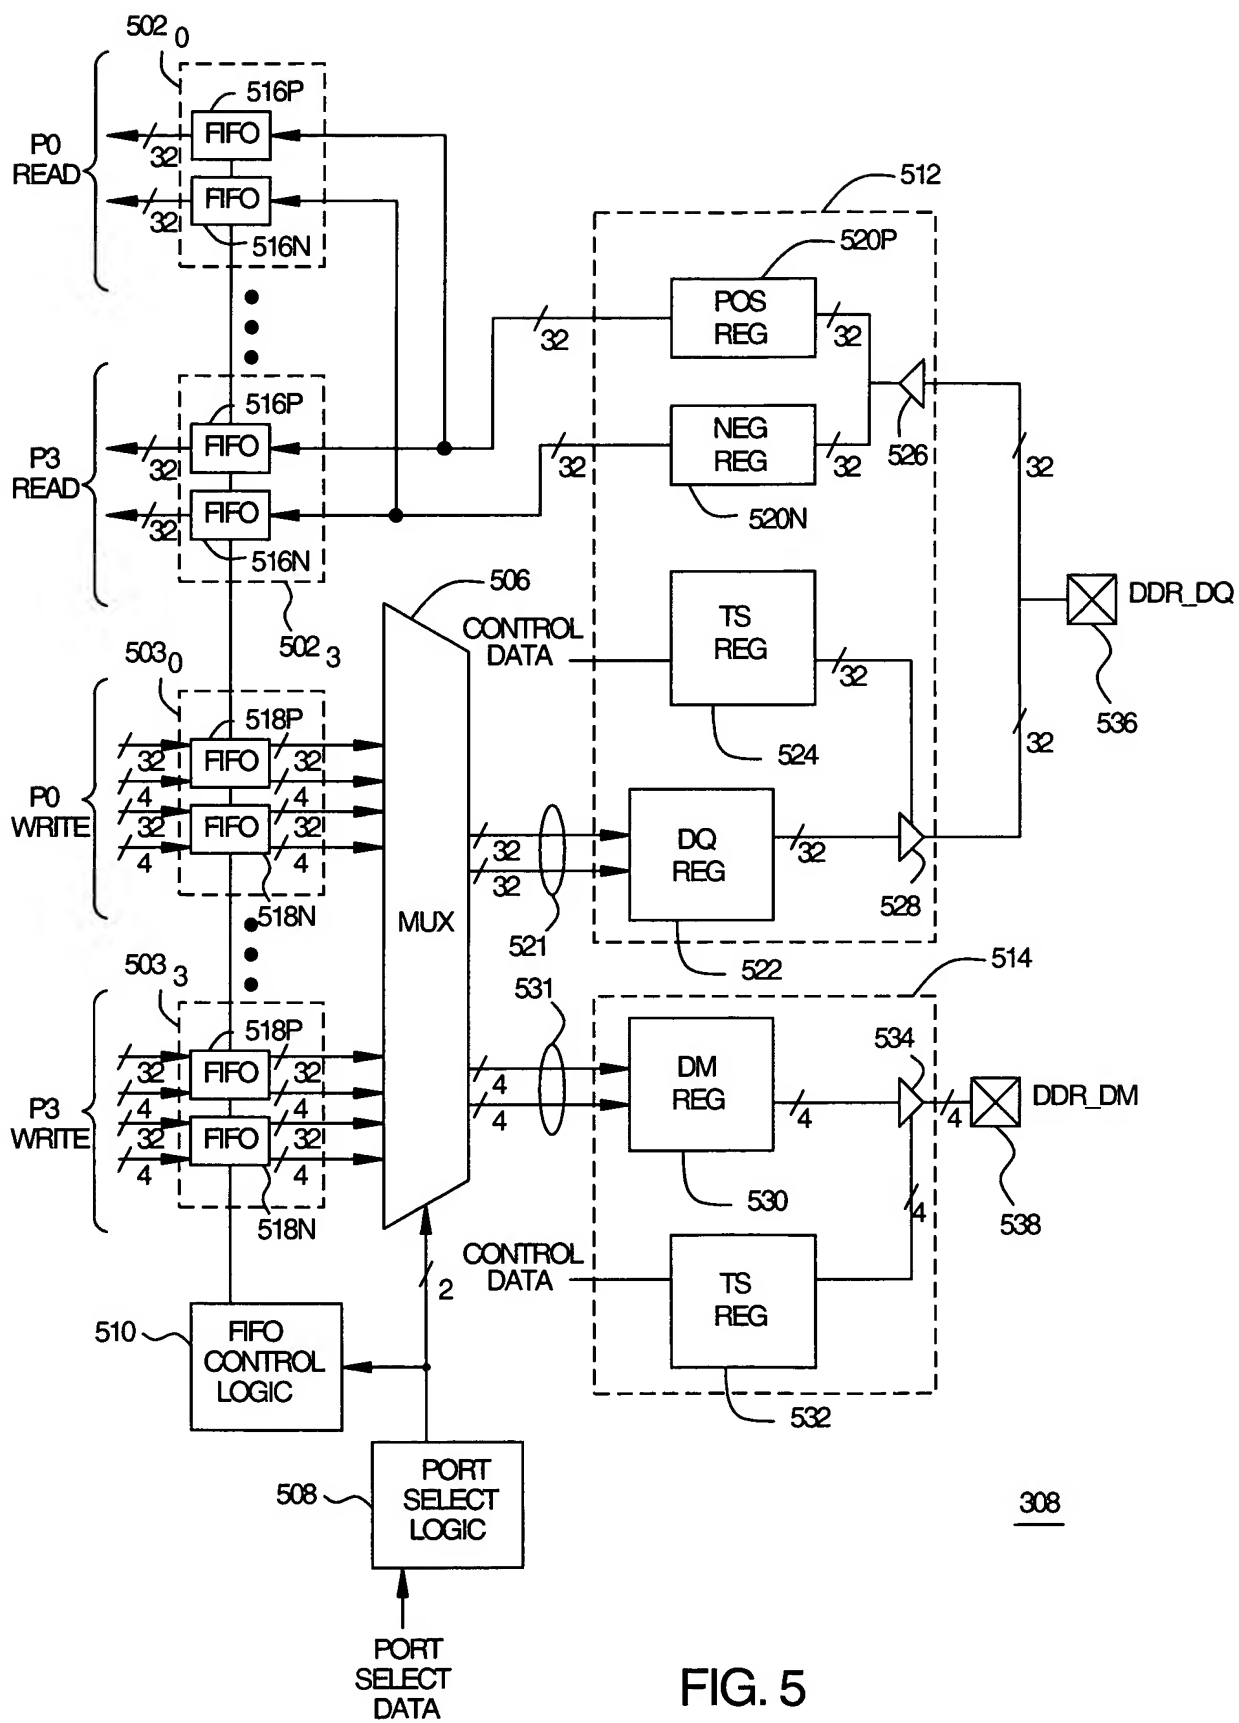 502 0
516P
FIFO
32
P0
READ
FIFO
32
516N
512
520P
POS
REG
32
32
516P
FIFO
32
P3
READ
FIFO
32
516N
502 3
NEG
REG
32
32
520N
526
32
506
CONTROL
DATA
TS
REG
32
524
DDR_DQ
536
32
503 0
518P
FIFO
32
32
4
4
P0
WRITE
FIFO
32
32
4
4
518N
MUX
32
32
521
DQ
REG
32
522
528
503 3
518P
FIFO
32
32
4
4
P3
WRITE
FIFO
32
32
4
4
518N
514
531
4
4
DM
REG
4
530
534
4
DDR_DM
538
4
CONTROL
DATA
TS
REG
532
2
510
FIFO
CONTROL
LOGIC
508
PORT
SELECT
LOGIC
PORT
SELECT
DATA
308
FIG. 5